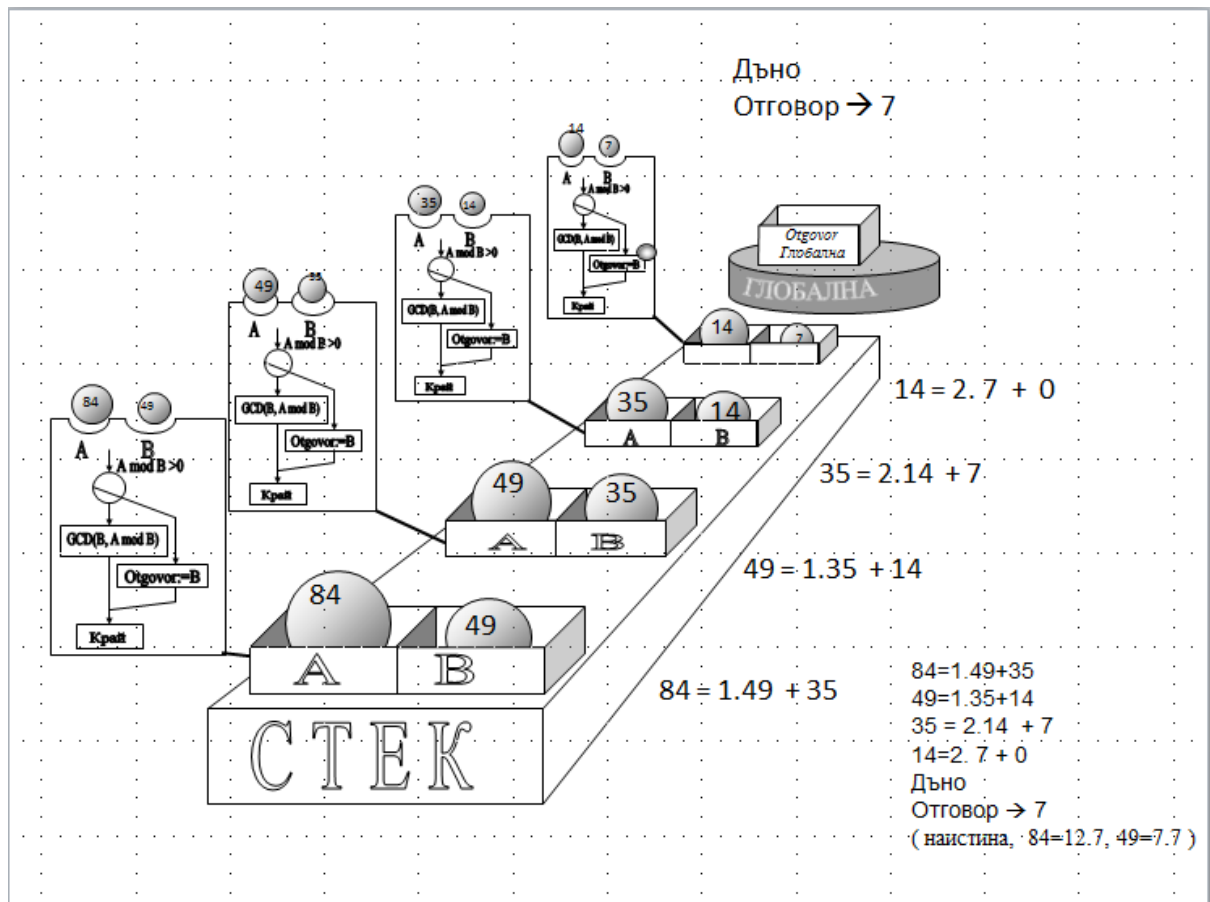 Дъно
Отговор → 7
14 7
A B
A mod B >0
GCD(B, A mod B)
Otgovor:=B
Край
35 14
A B
A mod B >0
GCD(B, A mod B)
Otgovor:=B
Край
49 35
A B
A mod B >0
GCD(B, A mod B)
Otgovor:=B
Край
84 49
A B
A mod B >0
GCD(B, A mod B)
Otgovor:=B
Край
Otgovor
Глобална
ГЛОБАЛНА
14 7
14 = 2. 7 + 0
35 14
A B
35 = 2.14 + 7
49 35
A B
49 = 1.35 + 14
84 49
A B
84 = 1.49 + 35
СТЕК
84=1.49+35
49=1.35+14
35 = 2.14 + 7
14=2. 7 + 0
Дъно
Отговор → 7
( наистина, 84=12.7, 49=7.7 )